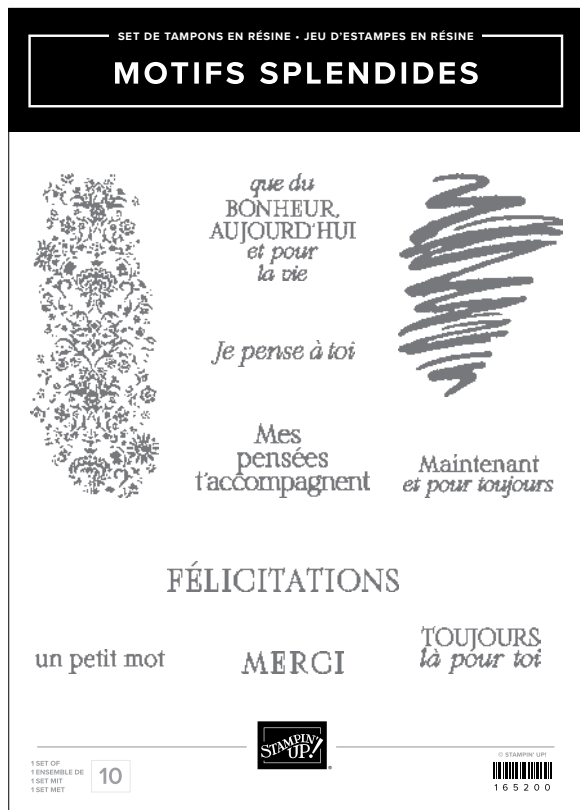 SET DE TAMPONS EN RÉSINE • JEU D'ESTAMPES EN RÉSINE
MOTIFS SPLENDIDES
que du
BONHEUR,
AUJOURD'HUI
et pour
la vie
Je pense à toi
Mes
pensées
t'accompagnent
Maintenant
et pour toujours
FÉLICITATIONS
un petit mot
MERCI
TOUJOURS
là pour toi
STAMPIN'
UP!
1 SET OF
1 ENSEMBLE DE
1 SET MIT
1 SET MET
10
© STAMPIN' UP!
165200